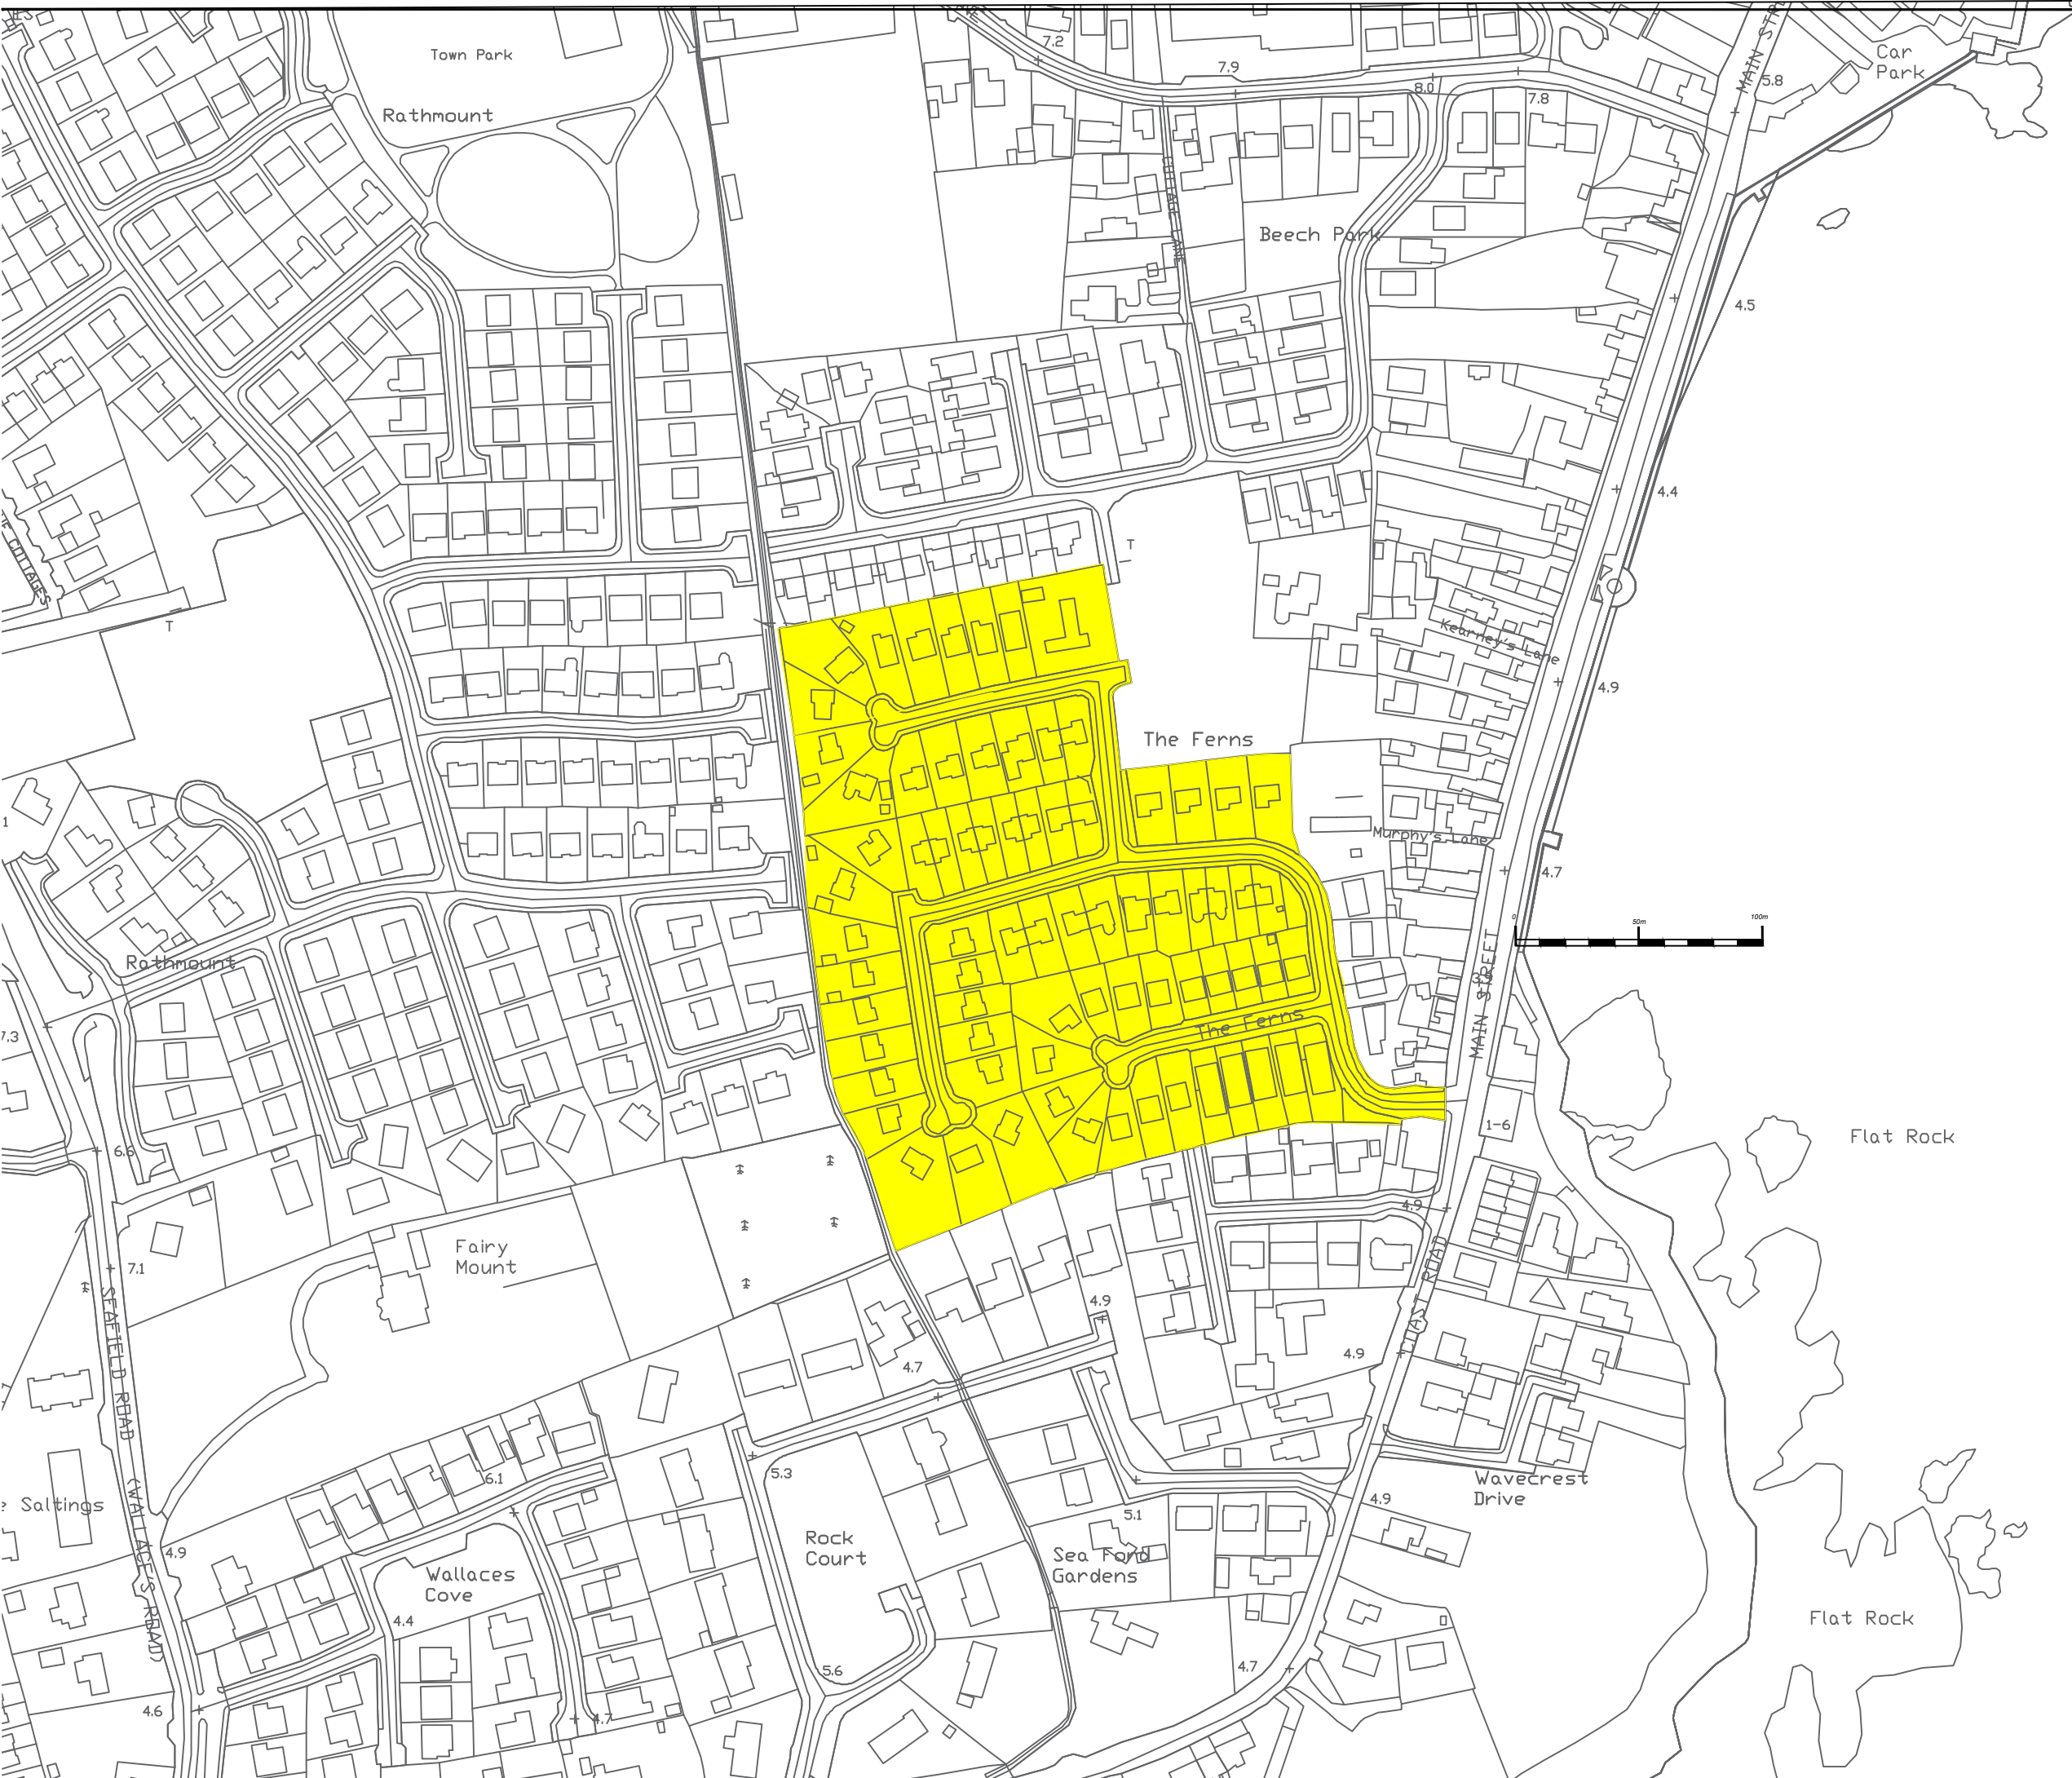 7.2
Town Park
Car
Park
7.9
5.8
MAIN STRE
8.0
7.8
Rathmount
COTTAGE LANE
Beech Park
4.5
4.4
T
COTTAGES
T
Kearney's Lane
4.9
The Ferns
1
Murphy's Lane
4.7
0
50m
100m
Rathmount
MAIN STREET
7.3
The Ferns
1-6
Flat Rock
6.6
4.9
Fairy
Mount
7.1
SEAFIELD ROAD
4.9
COAST ROAD
4.9
4.7
5.3
6.1
Wavecrest
Drive
4.9
e Saltings
5.1
Rock
Court
4.9
(WALLACE'S ROAD)
Sea Ford
Gardens
Wallaces
Cove
4.4
Flat Rock
5.6
4.7
4.6
4.7